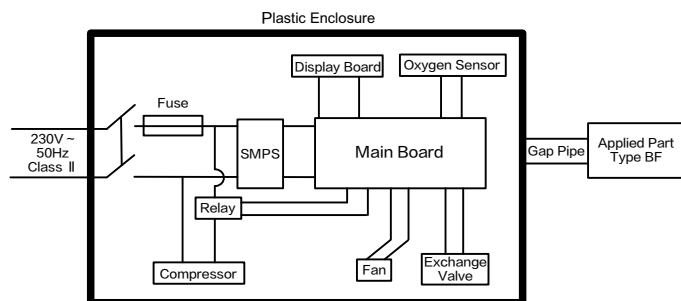 Plastic Enclosure
Display Board
Oxygen Sensor
Fuse
230V ~
50Hz
Class Ⅱ
SMPS
Main Board
Gap Pipe
Applied Part
Type BF
Relay
Compressor
Fan
Exchange
Valve